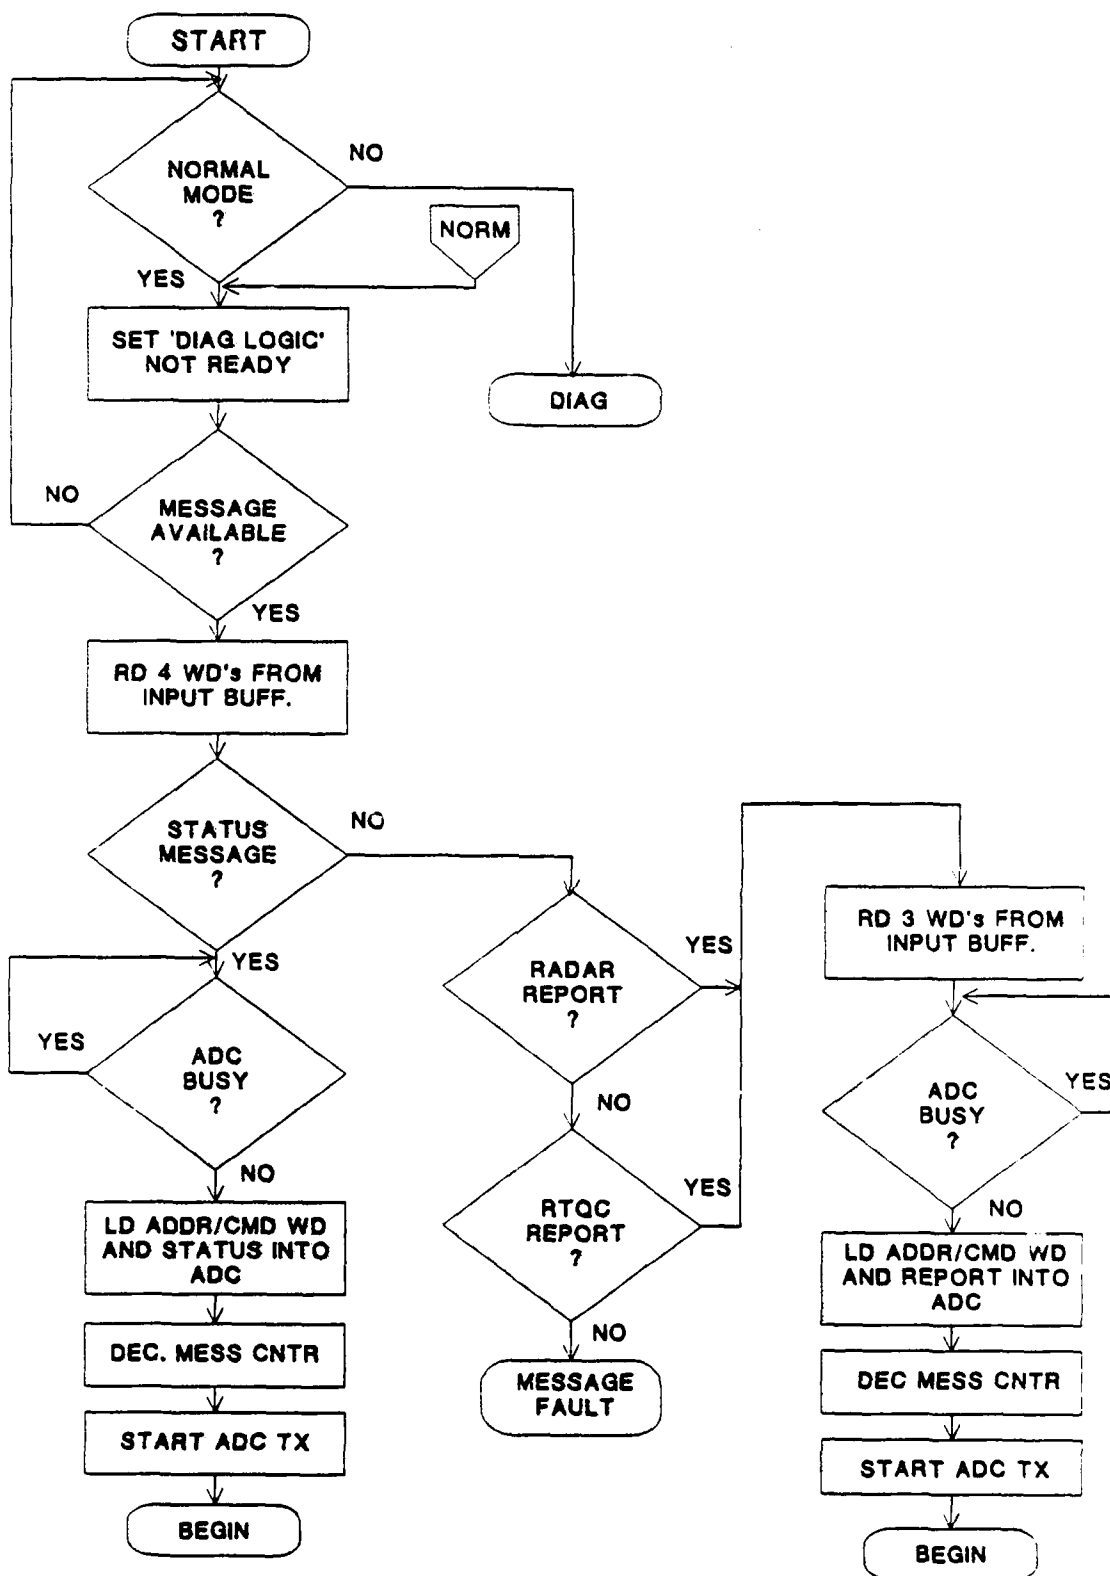 START
NORMAL
MODE
?
NO
NORM
YES
SET 'DIAG LOGIC'
NOT READY
DIAG
NO
MESSAGE
AVAILABLE
?
YES
RD 4 WD's FROM
INPUT BUFF.
STATUS
MESSAGE
?
NO
YES
YES
ADC
BUSY
?
NO
LD ADDR/CMD WD
AND STATUS INTO
ADC
DEC. MESS CNTR
START ADC TX
BEGIN
RADAR
REPORT
?
YES
NO
RTQC
REPORT
?
YES
NO
MESSAGE
FAULT
RD 3 WD's FROM
INPUT BUFF.
ADC
BUSY
?
YES
NO
LD ADDR/CMD WD
AND REPORT INTO
ADC
DEC MESS CNTR
START ADC TX
BEGIN